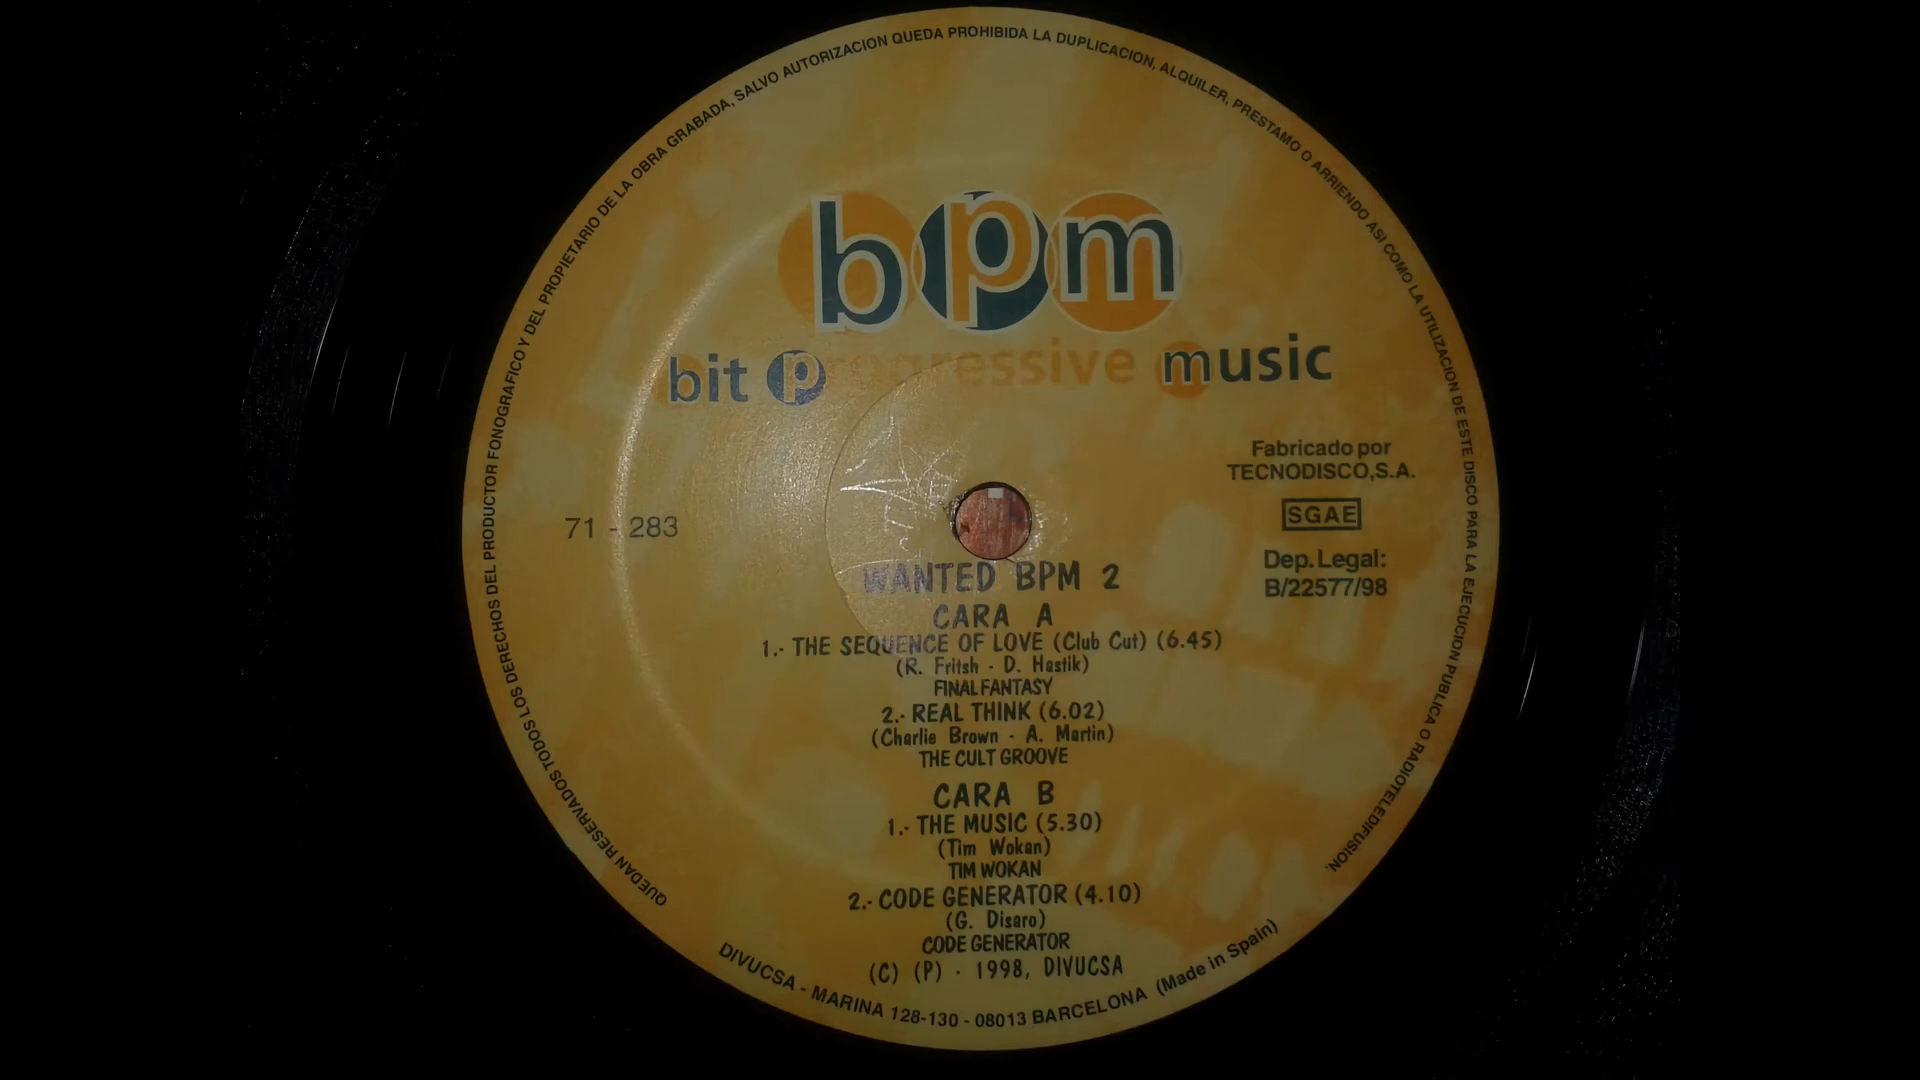 QUEDAN RESERVADOS TODOS LOS DERECHOS DEL PRODUCTOR FONOGRAFICO Y DEL PROPIETARIO DE LA OBRA GRABADA, SALVO AUTORIZACION QUEDA PROHIBIDA LA DUPLICACION, ALQUILER, PRESTAMO O ARRIENDO ASI COMO LA UTILIZACION DE ESTE DISCO PARA LA EJECUCION PUBLICA O RADIOTELEDIFUSION.
bpm
bit progressive music
Fabricado por
TECNODISCO,S.A.
SGAE
Dep.Legal:
B/22577/98
71 - 283
WANTED BPM 2
CARA A
1.- THE SEQUENCE OF LOVE (Club Cut) (6.45)
(R. Fritsh - D. Hastik)
FINAL FANTASY
2.- REAL THINK (6.02)
(Charlie Brown - A. Martin)
THE CULT GROOVE
CARA B
1.- THE MUSIC (5.30)
(Tim Wokan)
TIM WOKAN
2.- CODE GENERATOR (4.10)
(G. Disaro)
CODE GENERATOR
(C) (P) · 1998, DIVUCSA
DIVUCSA - MARINA 128-130 - 08013 BARCELONA (Made in Spain)